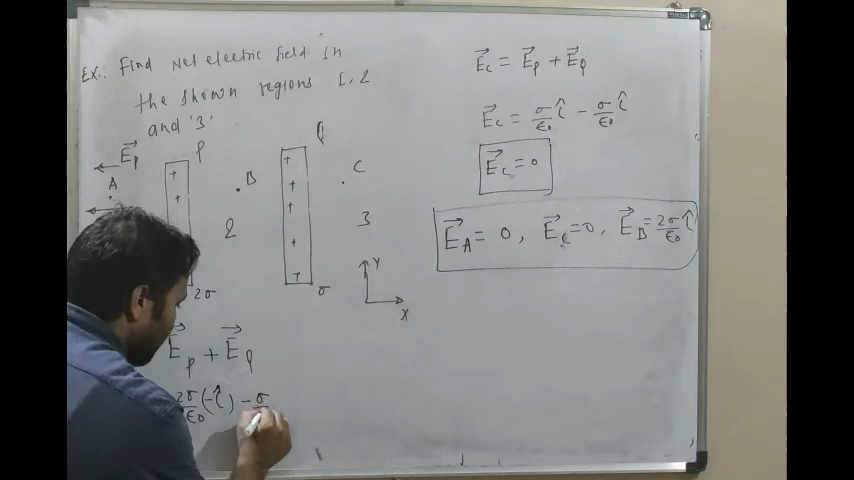 Ex:. Find Net electric field in
the shown regions 1, 2
and '3'
E⃗p
P
Q
A
B
C
+ + + + + + +
2
3
2σ
σ
Y
X
E⃗p + E⃗Q
2σ/ε₀ (-î) - σ
E⃗c = E⃗p + E⃗Q
E⃗c = σ/ε₀ î - σ/ε₀ î
E⃗c = 0
E⃗A = 0, E⃗c = 0, E⃗B = 2σ/ε₀ î